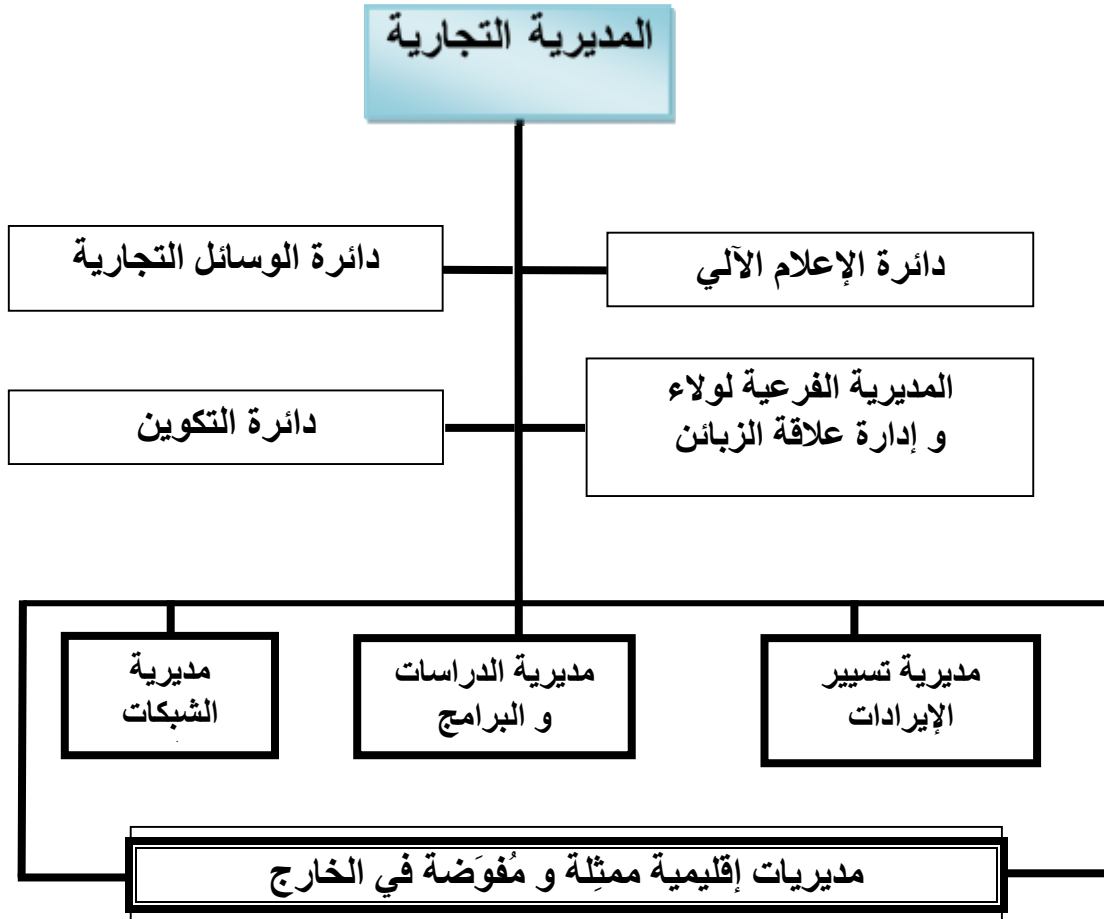 المديرية التجارية
دائرة الإعلام الآلي
دائرة الوسائل التجارية
المديرية الفرعية لولاء
و إدارة علاقة الزبائن
دائرة التكوين
مديرية تسيير
الإيرادات
مديرية الدراسات
و البرامج
مديرية
الشبكات
مديريات إقليمية ممثِلة و مُفوَضة في الخارج